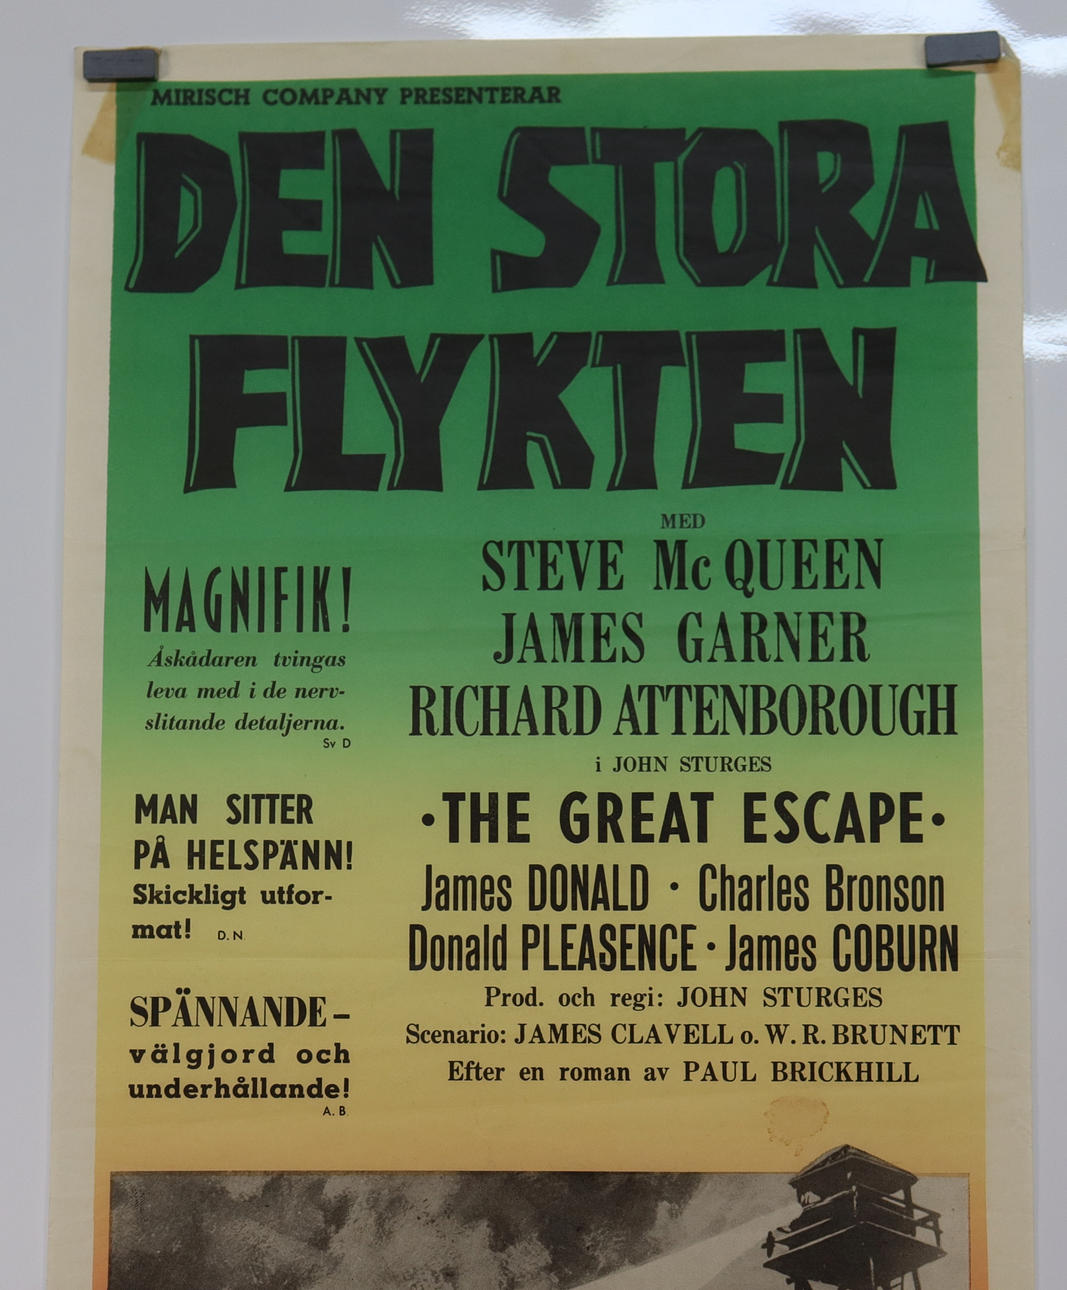 MIRISCH COMPANY PRESENTERAR
DEN STORA
FLYKTEN
MED
STEVE McQUEEN
JAMES GARNER
RICHARD ATTENBOROUGH
i JOHN STURGES
·THE GREAT ESCAPE·
James DONALD · Charles Bronson
Donald PLEASENCE · James COBURN
Prod. och regi: JOHN STURGES
Scenario: JAMES CLAVELL o. W. R. BRUNETT
Efter en roman av PAUL BRICKHILL
MAGNIFIK!
Åskådaren tvingas
leva med i de nerv-
slitande detaljerna.
Sv D
MAN SITTER
PÅ HELSPÄNN!
Skickligt utfor-
mat! D. N.
SPÄNNANDE –
välgjord och
underhållande!
A. B.